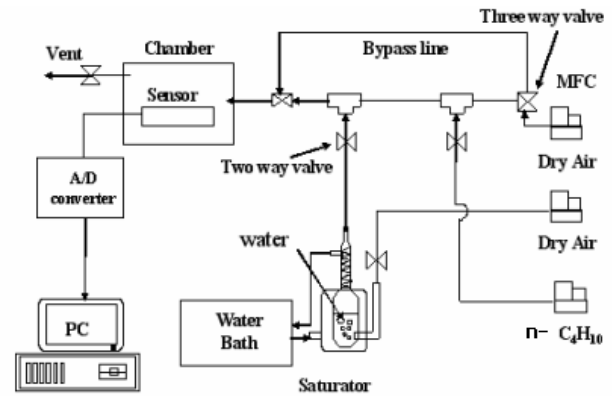 Three way valve
Chamber
Bypass line
Vent
MFC
Sensor
Dry Air
Two way valve
A/D
converter
water
Dry Air
PC
Water
Bath
n- C₄H₁₀
Saturator